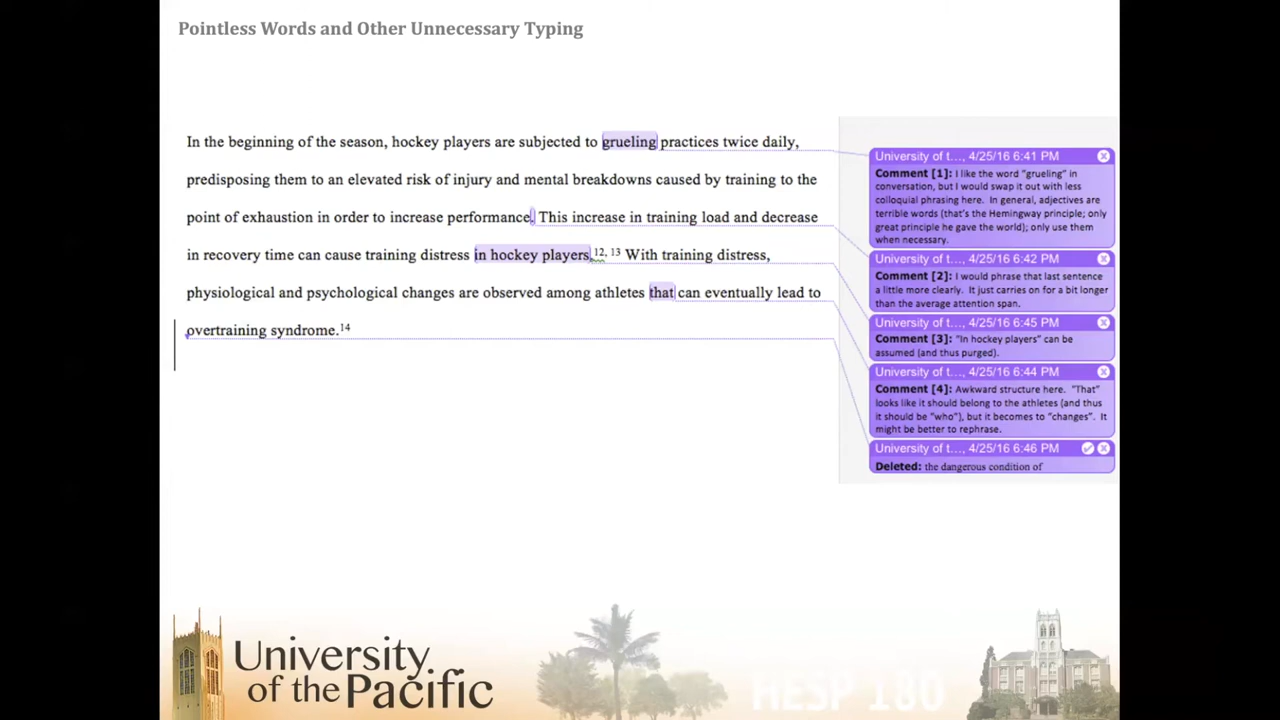 Pointless Words and Other Unnecessary Typing
In the beginning of the season, hockey players are subjected to grueling practices twice daily,
predisposing them to an elevated risk of injury and mental breakdowns caused by training to the
point of exhaustion in order to increase performance. This increase in training load and decrease
in recovery time can cause training distress in hockey players.12, 13 With training distress,
physiological and psychological changes are observed among athletes that can eventually lead to
overtraining syndrome.14
University of t..., 4/25/16 6:41 PM
Comment [1]: I like the word "grueling" in
conversation, but I would swap it out with less
colloquial phrasing here. In general, adjectives are
terrible words (that's the Hemingway principle; only
great principle he gave the world); only use them
when necessary.
University of t..., 4/25/16 6:42 PM
Comment [2]: I would phrase that last sentence
a little more clearly. It just carries on for a bit longer
than the average attention span.
University of t..., 4/25/16 6:45 PM
Comment [3]: "In hockey players" can be
assumed (and thus purged).
University of t..., 4/25/16 6:44 PM
Comment [4]: Awkward structure here. "That"
looks like it should belong to the athletes (and thus
it should be "who"), but it becomes to "changes". It
might be better to rephrase.
University of t..., 4/25/16 6:46 PM
Deleted: the dangerous condition of
University
of the Pacific
HESP 180